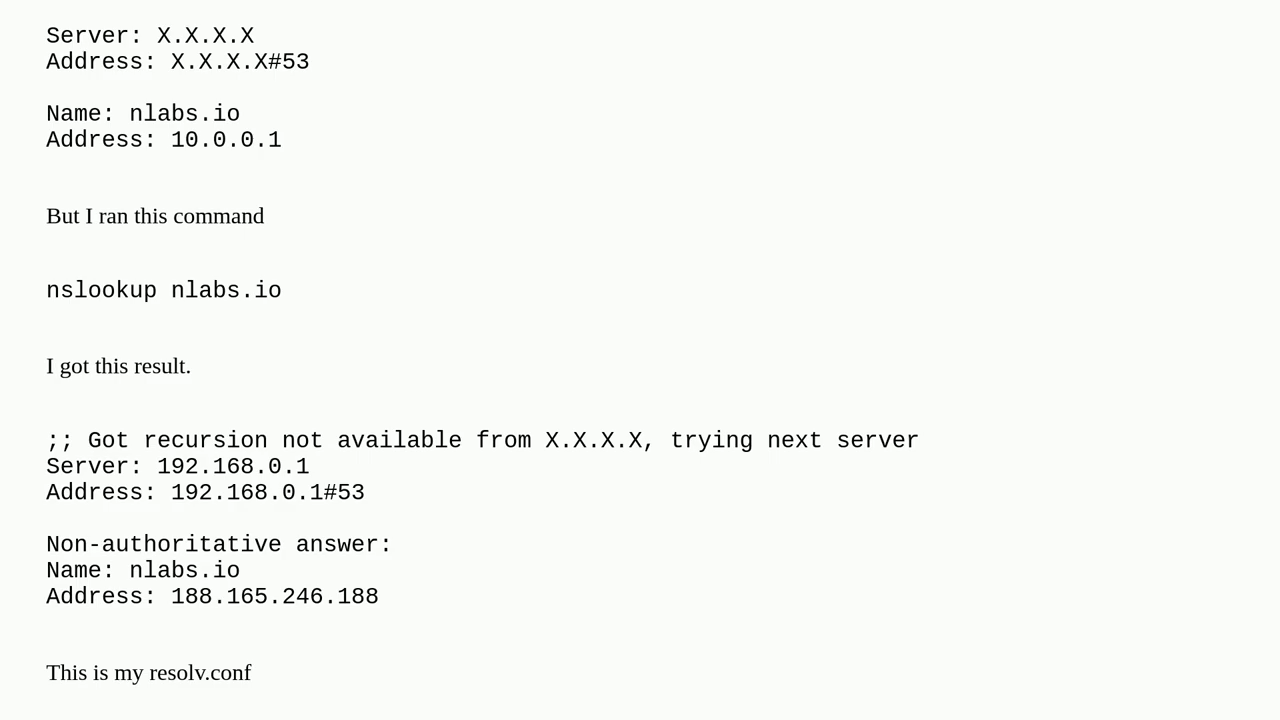 Server: X.X.X.X
Address: X.X.X.X#53
Name: nlabs.io
Address: 10.0.0.1
But I ran this command
nslookup nlabs.io
I got this result.
;; Got recursion not available from X.X.X.X, trying next server
Server: 192.168.0.1
Address: 192.168.0.1#53
Non-authoritative answer:
Name: nlabs.io
Address: 188.165.246.188
This is my resolv.conf